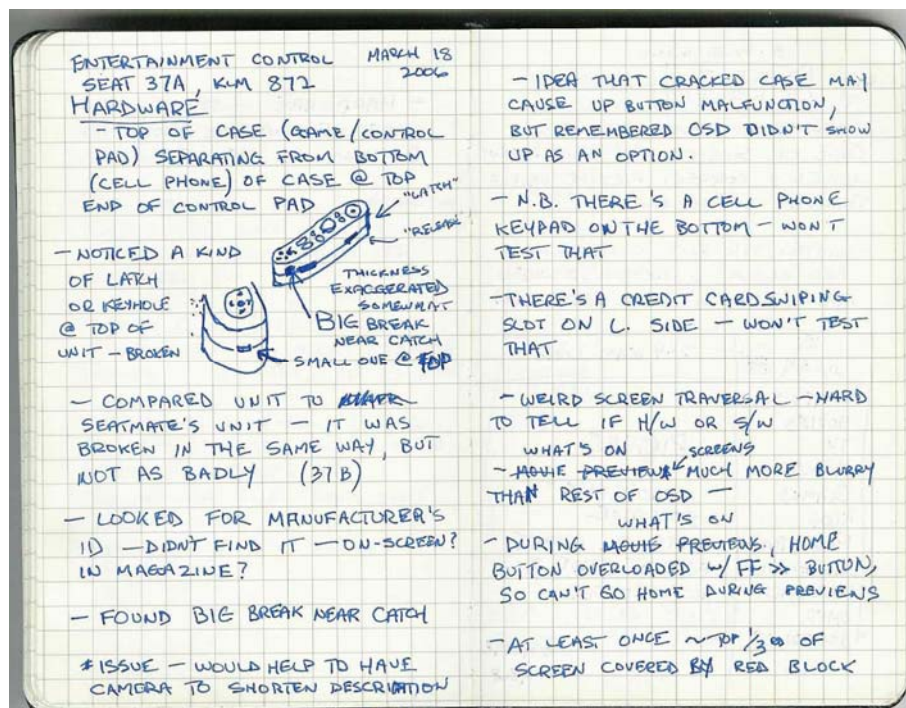 ENTERTAINMENT CONTROL MARCH 18
2006
SEAT 37A, KLM 872
HARDWARE
- TOP OF CASE (GAME/CONTROL
PAD) SEPARATING FROM BOTTOM
(CELL PHONE) OF CASE @ TOP
END OF CONTROL PAD
"LATCH"
"RELEASE"
- NOTICED A KIND
OF LATCH
OR KEYHOLE
@ TOP OF
UNIT - BROKEN
THICKNESS
EXAGGERATED
SOMEWHAT
BIG BREAK
NEAR CATCH
SMALL ONE @ TOP
- COMPARED UNIT TO
SEATMATE'S UNIT - IT WAS
BROKEN IN THE SAME WAY, BUT
NOT AS BADLY (37B)
- LOOKED FOR MANUFACTURER'S
ID - DIDN'T FIND IT - ON-SCREEN?
IN MAGAZINE?
- FOUND BIG BREAK NEAR CATCH
# ISSUE - WOULD HELP TO HAVE
CAMERA TO SHORTEN DESCRIPTION
- IDEA THAT CRACKED CASE MAY
CAUSE UP BUTTON MALFUNCTION,
BUT REMEMBERED OSD DIDN'T SHOW
UP AS AN OPTION.
- N.B. THERE'S A CELL PHONE
KEYPAD ON THE BOTTOM - WON'T
TEST THAT
- THERE'S A CREDIT CARD SWIPING
SLOT ON L. SIDE - WON'T TEST
THAT
- WEIRD SCREEN TRAVERSAL - HARD
TO TELL IF H/W OR S/W
WHAT'S ON SCREENS
- MOVIE PREVIEWS MUCH MORE BLURRY
THAN REST OF OSD -
WHAT'S ON
- DURING MOVIE PREVIEWS, HOME
BUTTON OVERLOADED W/ FF >> BUTTON,
SO CAN'T GO HOME DURING PREVIEWS
- AT LEAST ONCE ~ TOP 1/3 OF
SCREEN COVERED BY RED BLOCK